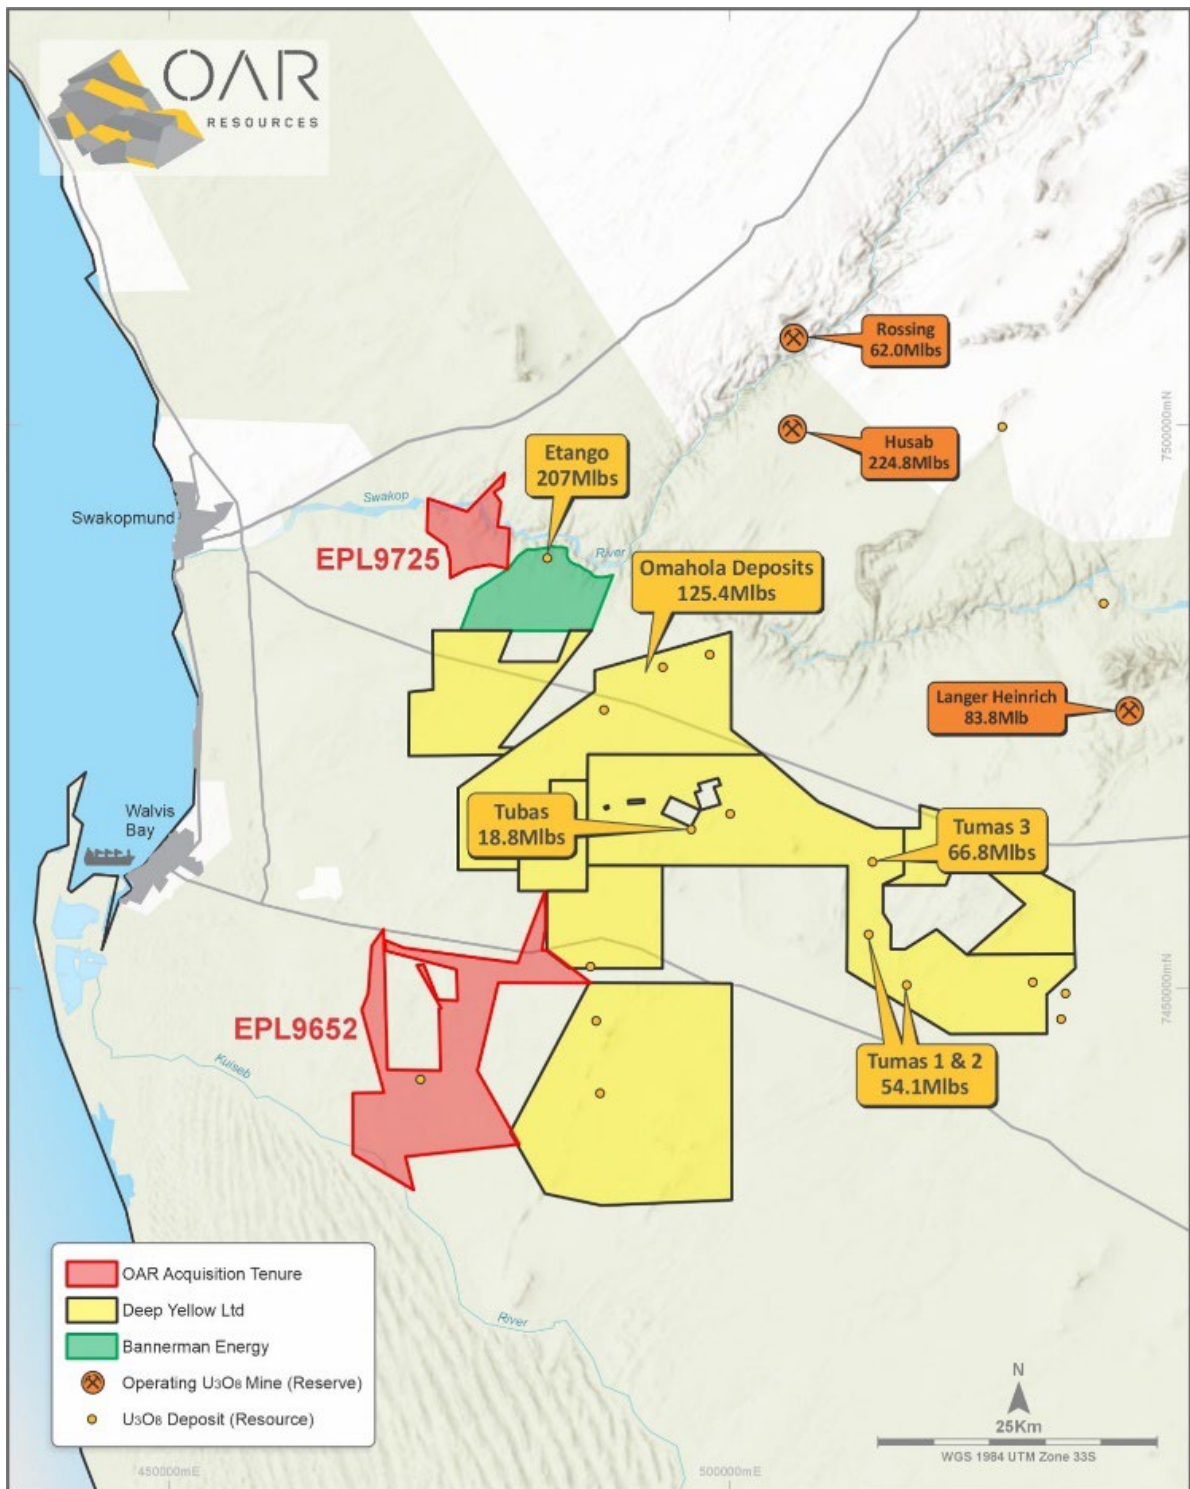 OAR
RESOURCES
Rossing
62.0Mlbs
7500000mN
Husab
224.8Mlbs
Etango
207Mlbs
Swakop
Swakopmund
EPL9725
River
Omahola Deposits
125.4Mlbs
Langer Heinrich
83.8Mlb
Walvis
Bay
Tubas
18.8Mlbs
Tumas 3
66.8Mlbs
7450000mN
EPL9652
Kuiseb
Tumas 1 & 2
54.1Mlbs
River
OAR Acquisition Tenure
Deep Yellow Ltd
Bannerman Energy
Operating U₃O₈ Mine (Reserve)
U₃O₈ Deposit (Resource)
N
25Km
WGS 1984 UTM Zone 33S
450000mE
500000mE